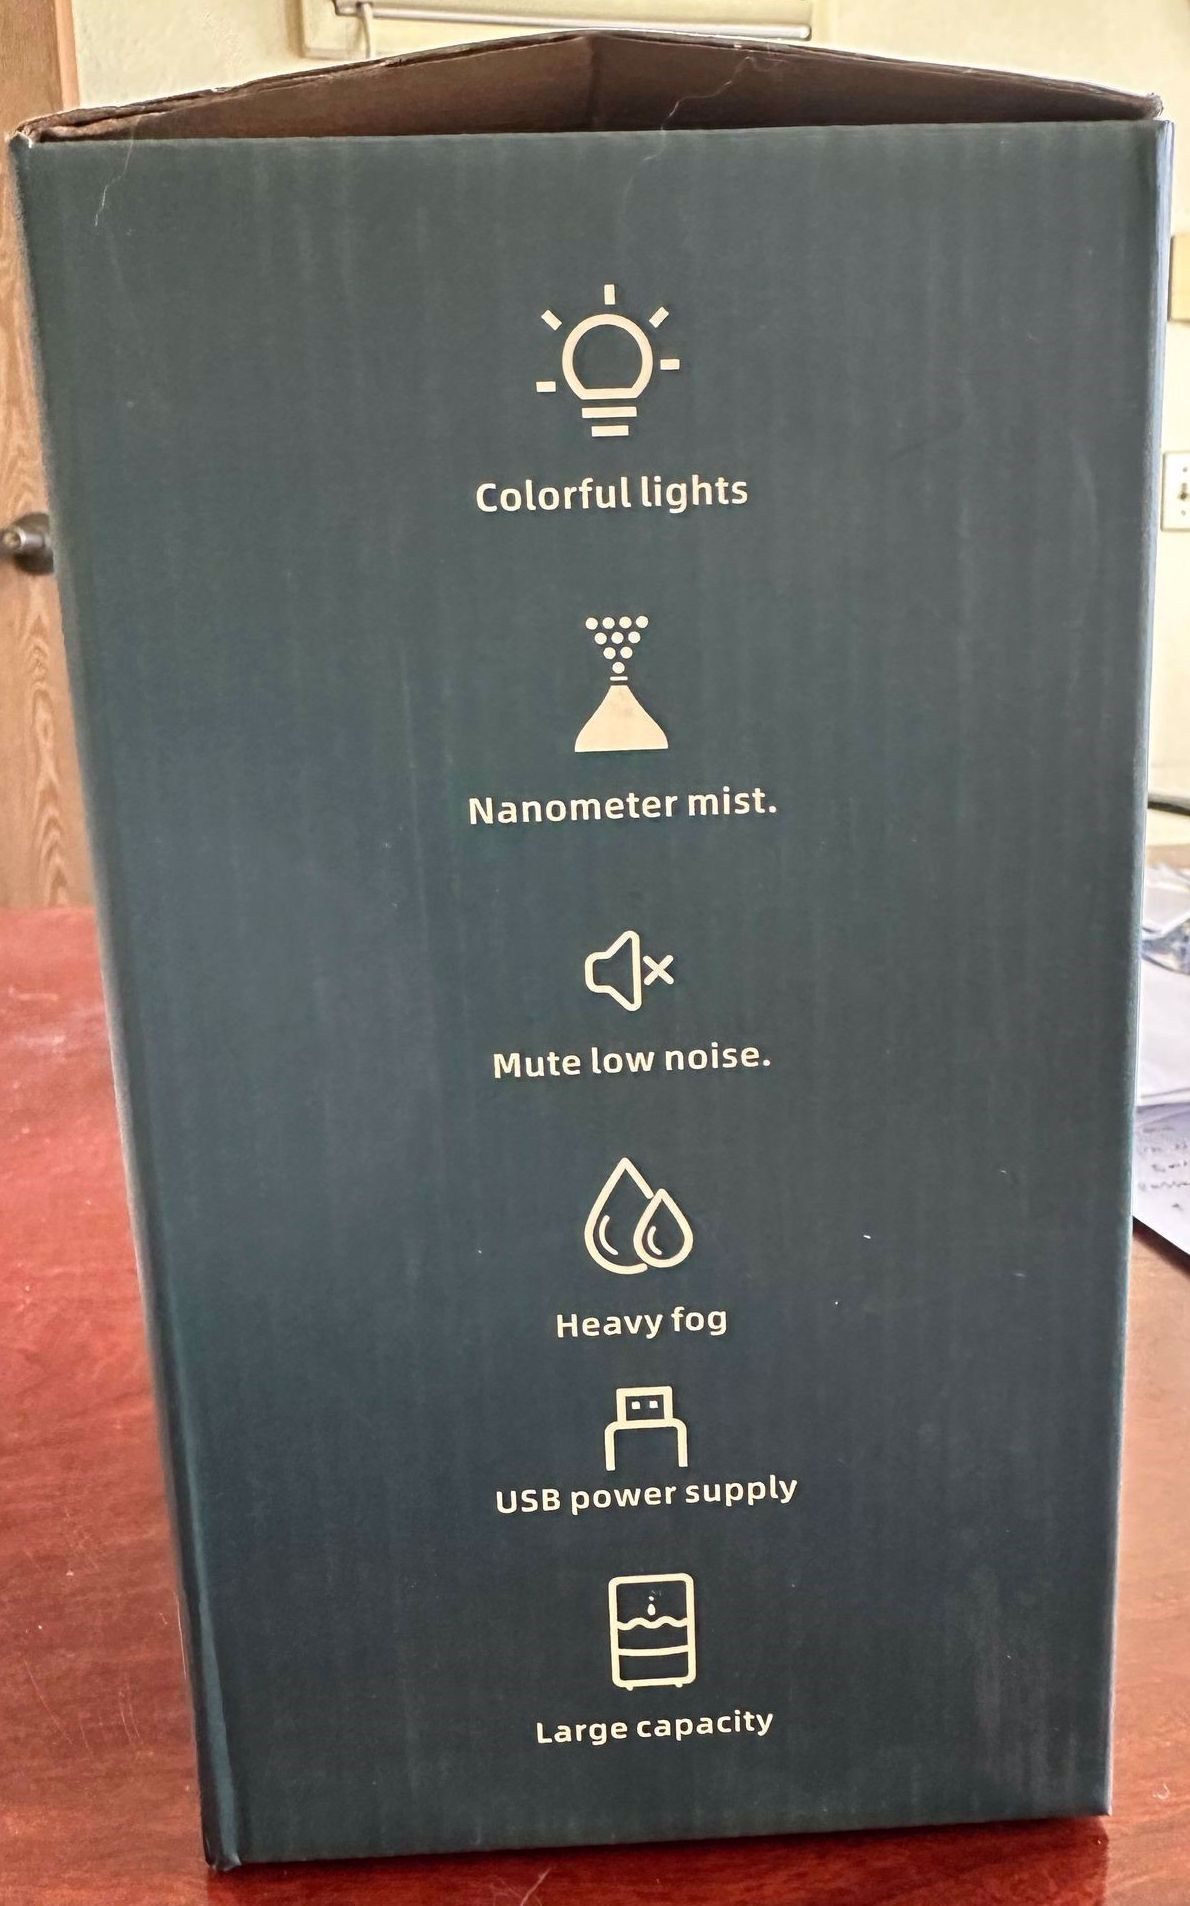 Colorful lights
Nanometer mist.
Mute low noise.
Heavy fog
USB power supply
Large capacity